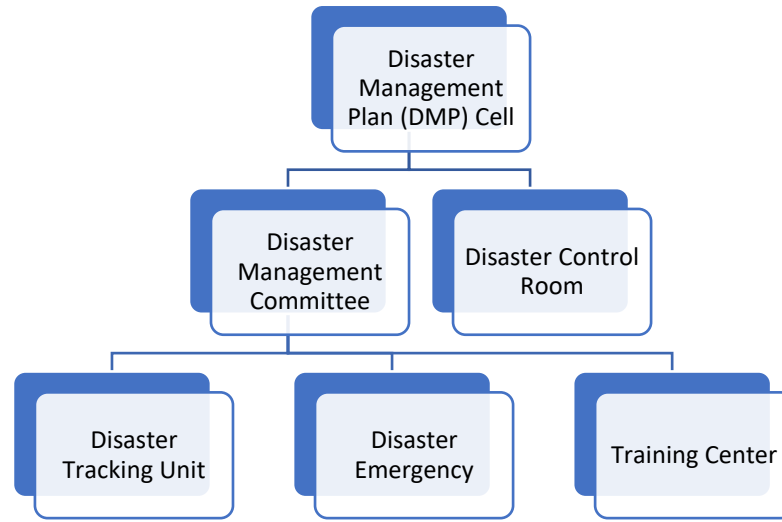 Disaster
Management
Plan (DMP) Cell
Disaster
Management
Committee
Disaster Control
Room
Disaster
Tracking Unit
Disaster
Emergency
Training Center